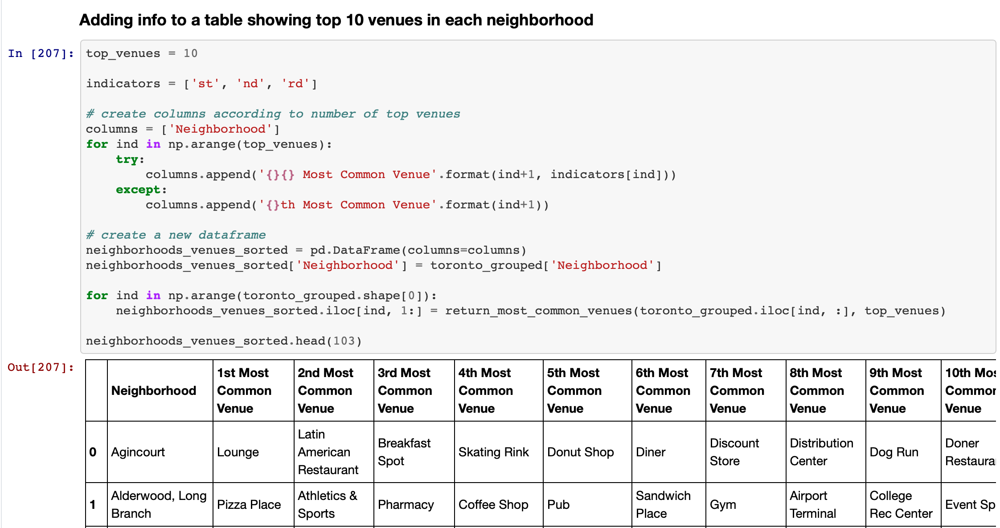 Adding info to a table showing top 10 venues in each neighborhood
In [207]:
top_venues = 10
indicators = ['st', 'nd', 'rd']
# create columns according to number of top venues
columns = ['Neighborhood']
for ind in np.arange(top_venues):
    try:
        columns.append('{}{} Most Common Venue'.format(ind+1, indicators[ind]))
    except:
        columns.append('{}th Most Common Venue'.format(ind+1))
# create a new dataframe
neighborhoods_venues_sorted = pd.DataFrame(columns=columns)
neighborhoods_venues_sorted['Neighborhood'] = toronto_grouped['Neighborhood']
for ind in np.arange(toronto_grouped.shape[0]):
    neighborhoods_venues_sorted.iloc[ind, 1:] = return_most_common_venues(toronto_grouped.iloc[ind, :], top_venues)
neighborhoods_venues_sorted.head(103)
Out[207]:
Neighborhood
1st Most
Common
Venue
2nd Most
Common
Venue
3rd Most
Common
Venue
4th Most
Common
Venue
5th Most
Common
Venue
6th Most
Common
Venue
7th Most
Common
Venue
8th Most
Common
Venue
9th Most
Common
Venue
10th Mos
Common
Venue
0
Agincourt
Lounge
Latin
American
Restaurant
Breakfast
Spot
Skating Rink
Donut Shop
Diner
Discount
Store
Distribution
Center
Dog Run
Doner
Restaura
1
Alderwood, Long
Branch
Pizza Place
Athletics &
Sports
Pharmacy
Coffee Shop
Pub
Sandwich
Place
Gym
Airport
Terminal
College
Rec Center
Event Sp